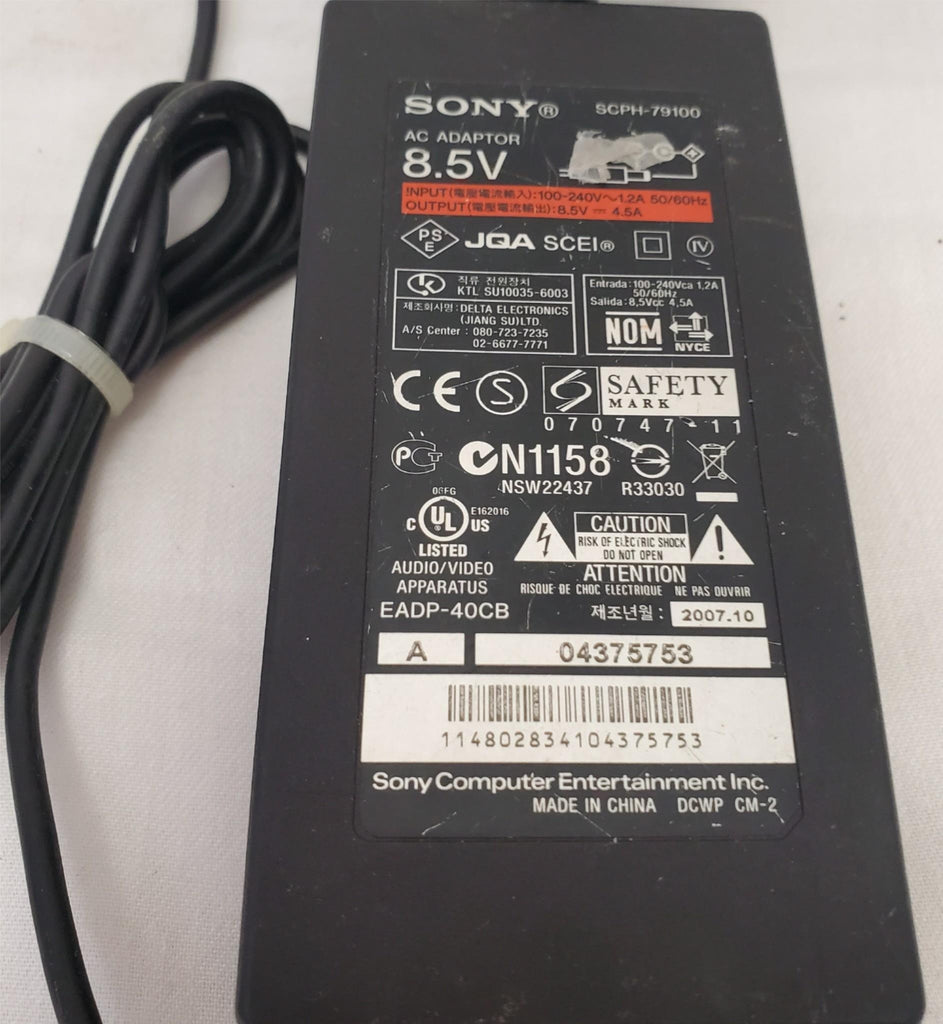 SONY® SCPH-79100
AC ADAPTOR
8.5V
INPUT(電壓電流輸入):100-240V~1.2A 50/60Hz
OUTPUT(電壓電流輸出):8.5V ⎓ 4.5A
PSE JQA SCEI® IV
직류 전원장치
KTL SU10035-6003
제조회사명: DELTA ELECTRONICS
(JIANG SU)LTD.
A/S Center : 080-723-7235
02-6677-7771
Entrada: 100-240Vca 1,2A
50/60Hz
Salida: 8,5Vcc 4,5A
NOM
NYCE
CE S SAFETY
MARK
070747-11
PCT N1158
NSW22437 R33030
06FG
C UL® US E162016
LISTED
AUDIO/VIDEO
APPARATUS
CAUTION
RISK OF ELECTRIC SHOCK
DO NOT OPEN
ATTENTION
RISQUE DE CHOC ELECTRIQUE NE PAS OUVRIR
EADP-40CB 제조년월: 2007.10
A 04375753
114802834104375753
Sony Computer Entertainment Inc.
MADE IN CHINA DCWP CM-2